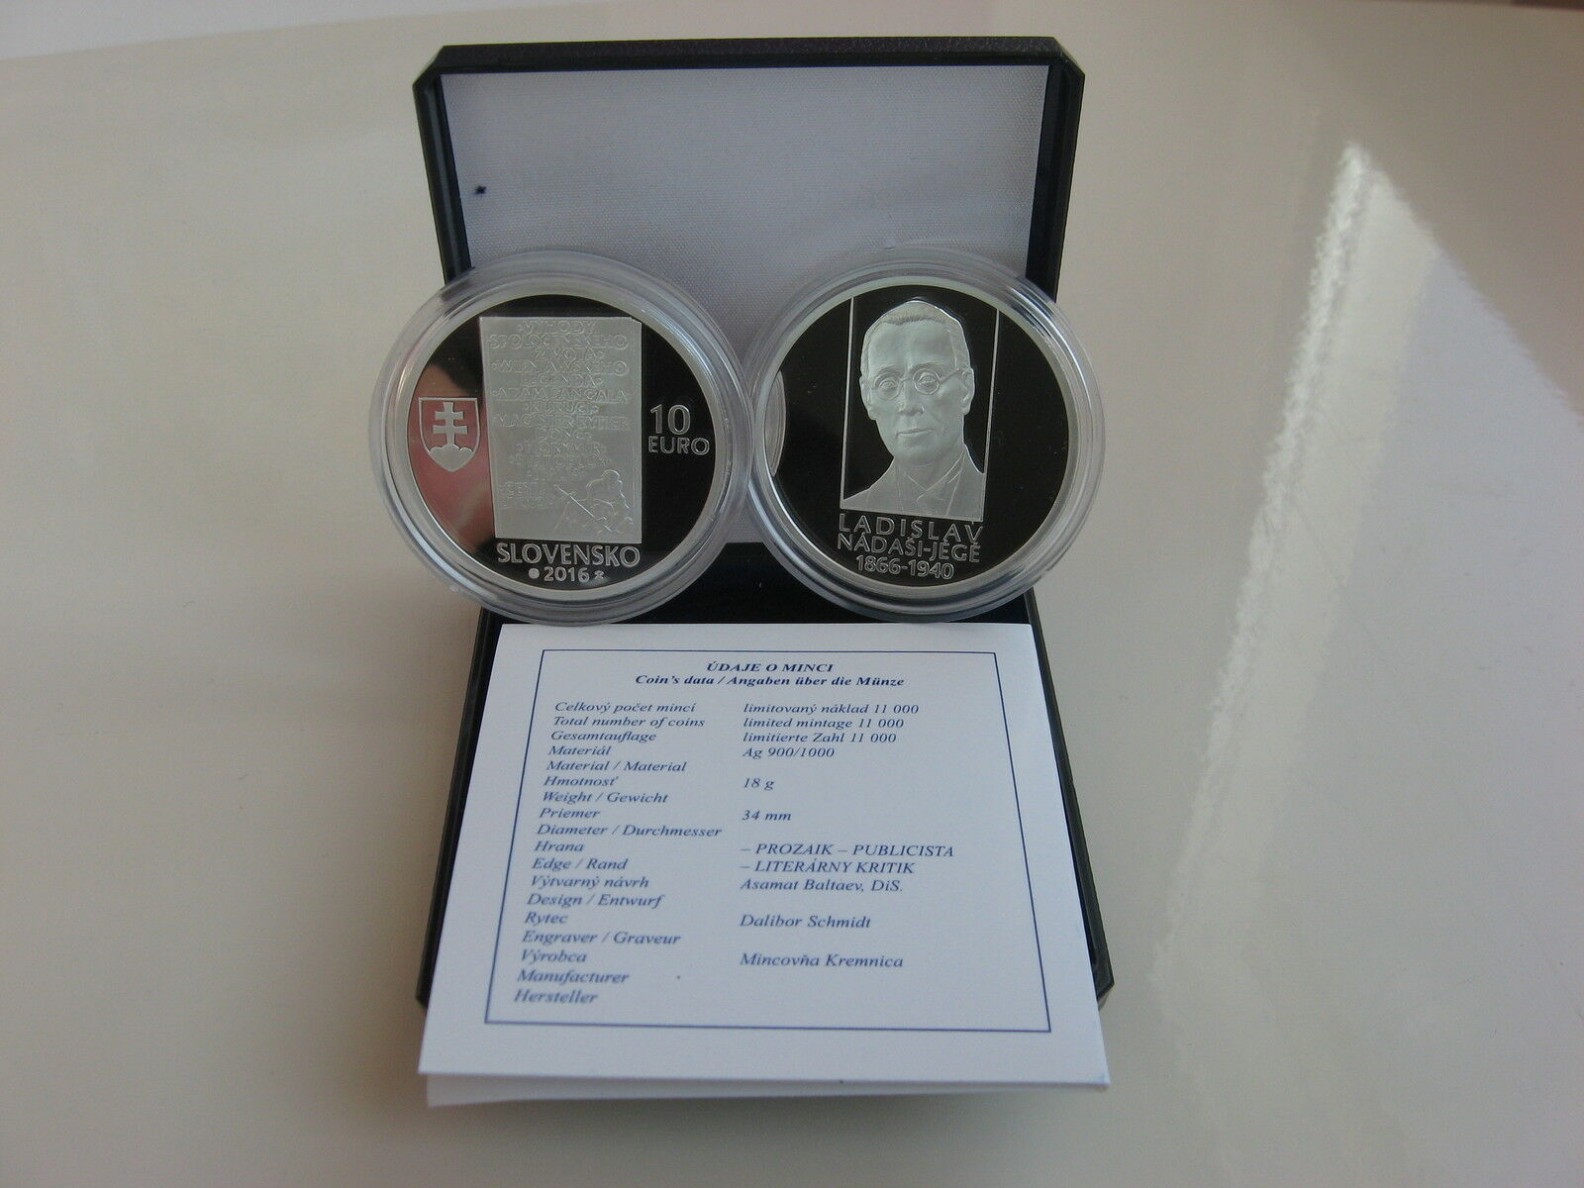 10
EURO
SLOVENSKO
2016
LADISLAV
NÁDAŠI-JÉGÉ
1866-1940
ÚDAJE O MINCI
Coin's data / Angaben über die Münze
Celkový počet mincí limitovaný náklad 11 000
Total number of coins limited mintage 11 000
Gesamtauflage limitierte Zahl 11 000
Materiál Ag 900/1000
Material / Material
Hmotnosť 18 g
Weight / Gewicht
Priemer 34 mm
Diameter / Durchmesser
Hrana – PROZAIK – PUBLICISTA
Edge / Rand – LITERÁRNY KRITIK
Výtvarný návrh Asamat Baltaev, DiS.
Design / Entwurf
Rytec Dalibor Schmidt
Engraver / Graveur
Výrobca Mincovňa Kremnica
Manufacturer
Hersteller